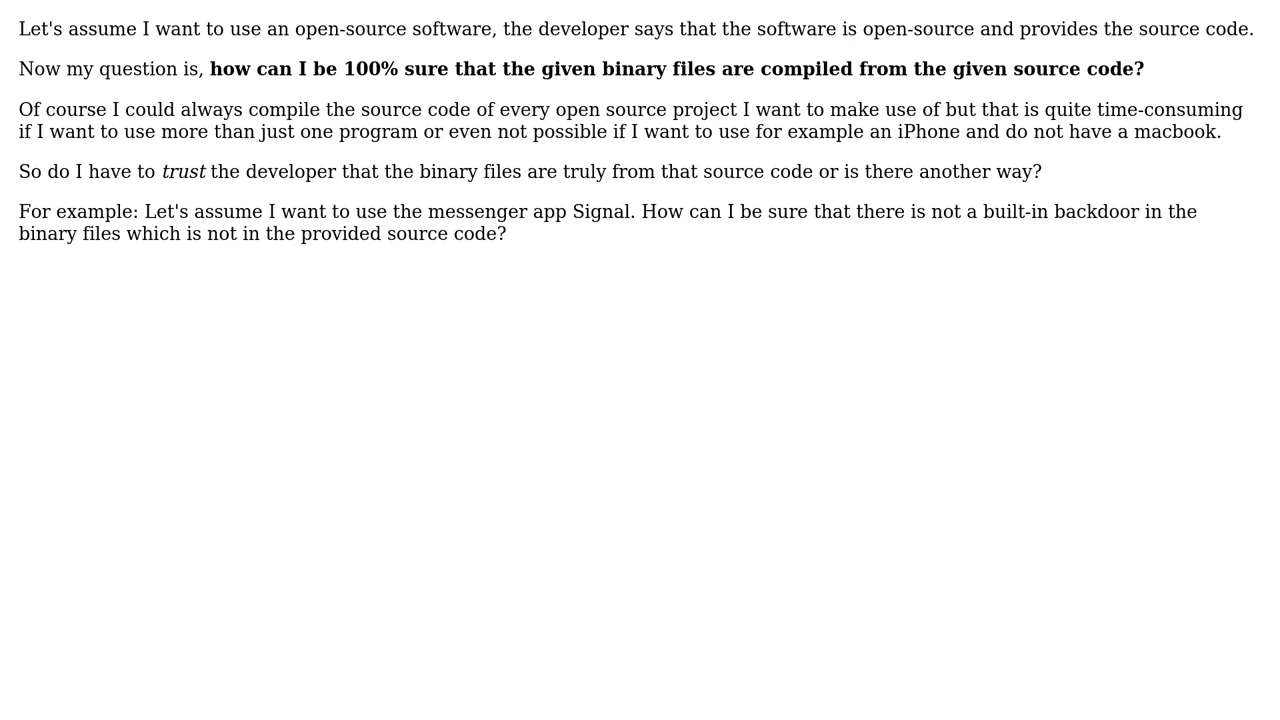 Let's assume I want to use an open-source software, the developer says that the software is open-source and provides the source code.
Now my question is, how can I be 100% sure that the given binary files are compiled from the given source code?
Of course I could always compile the source code of every open source project I want to make use of but that is quite time-consuming
if I want to use more than just one program or even not possible if I want to use for example an iPhone and do not have a macbook.
So do I have to trust the developer that the binary files are truly from that source code or is there another way?
For example: Let's assume I want to use the messenger app Signal. How can I be sure that there is not a built-in backdoor in the
binary files which is not in the provided source code?